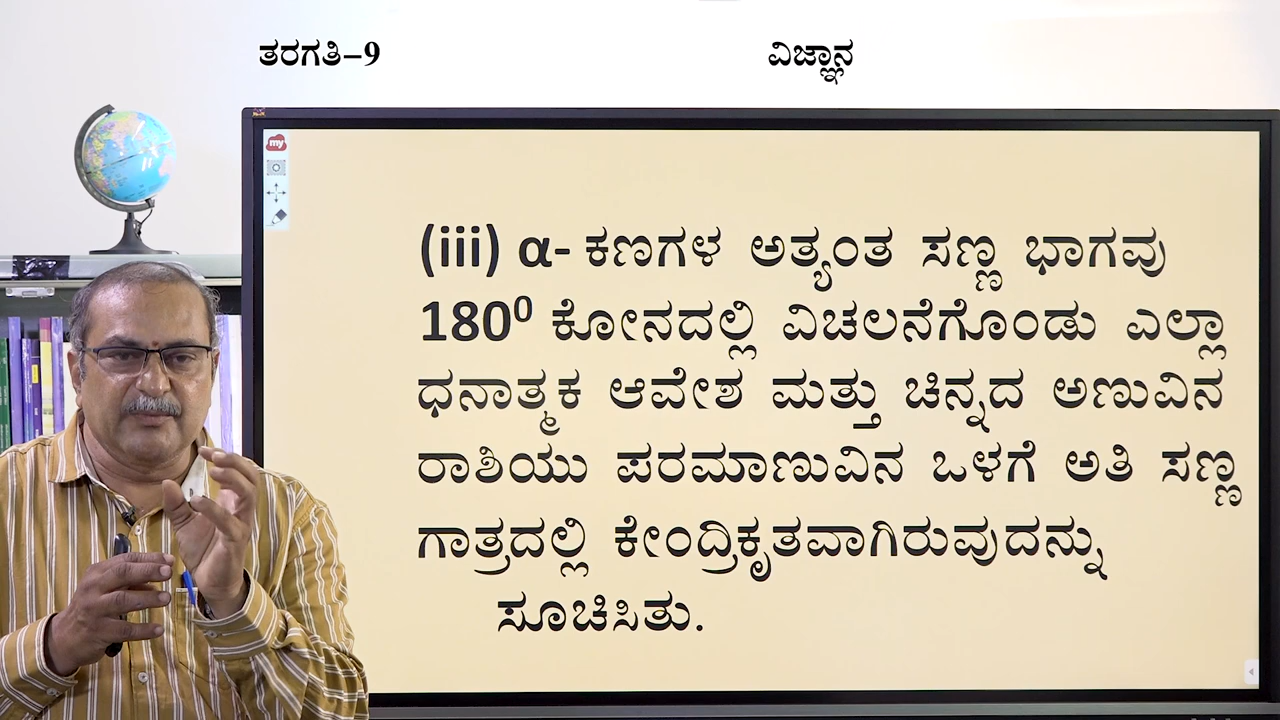 ತರಗತಿ–9
ವಿಜ್ಞಾನ
my
(iii) α- ಕಣಗಳ ಅತ್ಯಂತ ಸಣ್ಣ ಭಾಗವು
180⁰ ಕೋನದಲ್ಲಿ ವಿಚಲನೆಗೊಂಡು ಎಲ್ಲಾ
ಧನಾತ್ಮಕ ಆವೇಶ ಮತ್ತು ಚಿನ್ನದ ಅಣುವಿನ
ರಾಶಿಯು ಪರಮಾಣುವಿನ ಒಳಗೆ ಅತಿ ಸಣ್ಣ
ಗಾತ್ರದಲ್ಲಿ ಕೇಂದ್ರಿಕೃತವಾಗಿರುವುದನ್ನು
ಸೂಚಿಸಿತು.